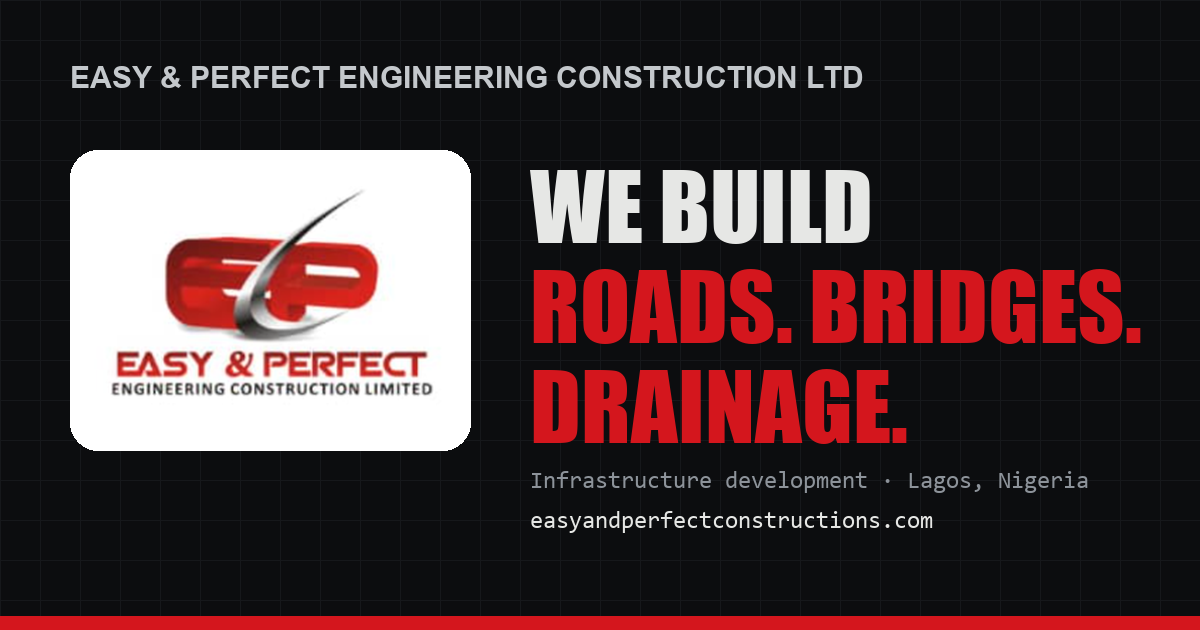 EASY & PERFECT ENGINEERING CONSTRUCTION LTD
EP
EASY & PERFECT
ENGINEERING CONSTRUCTION LIMITED
WE BUILD
ROADS. BRIDGES.
DRAINAGE.
Infrastructure development · Lagos, Nigeria
easyandperfectconstructions.com